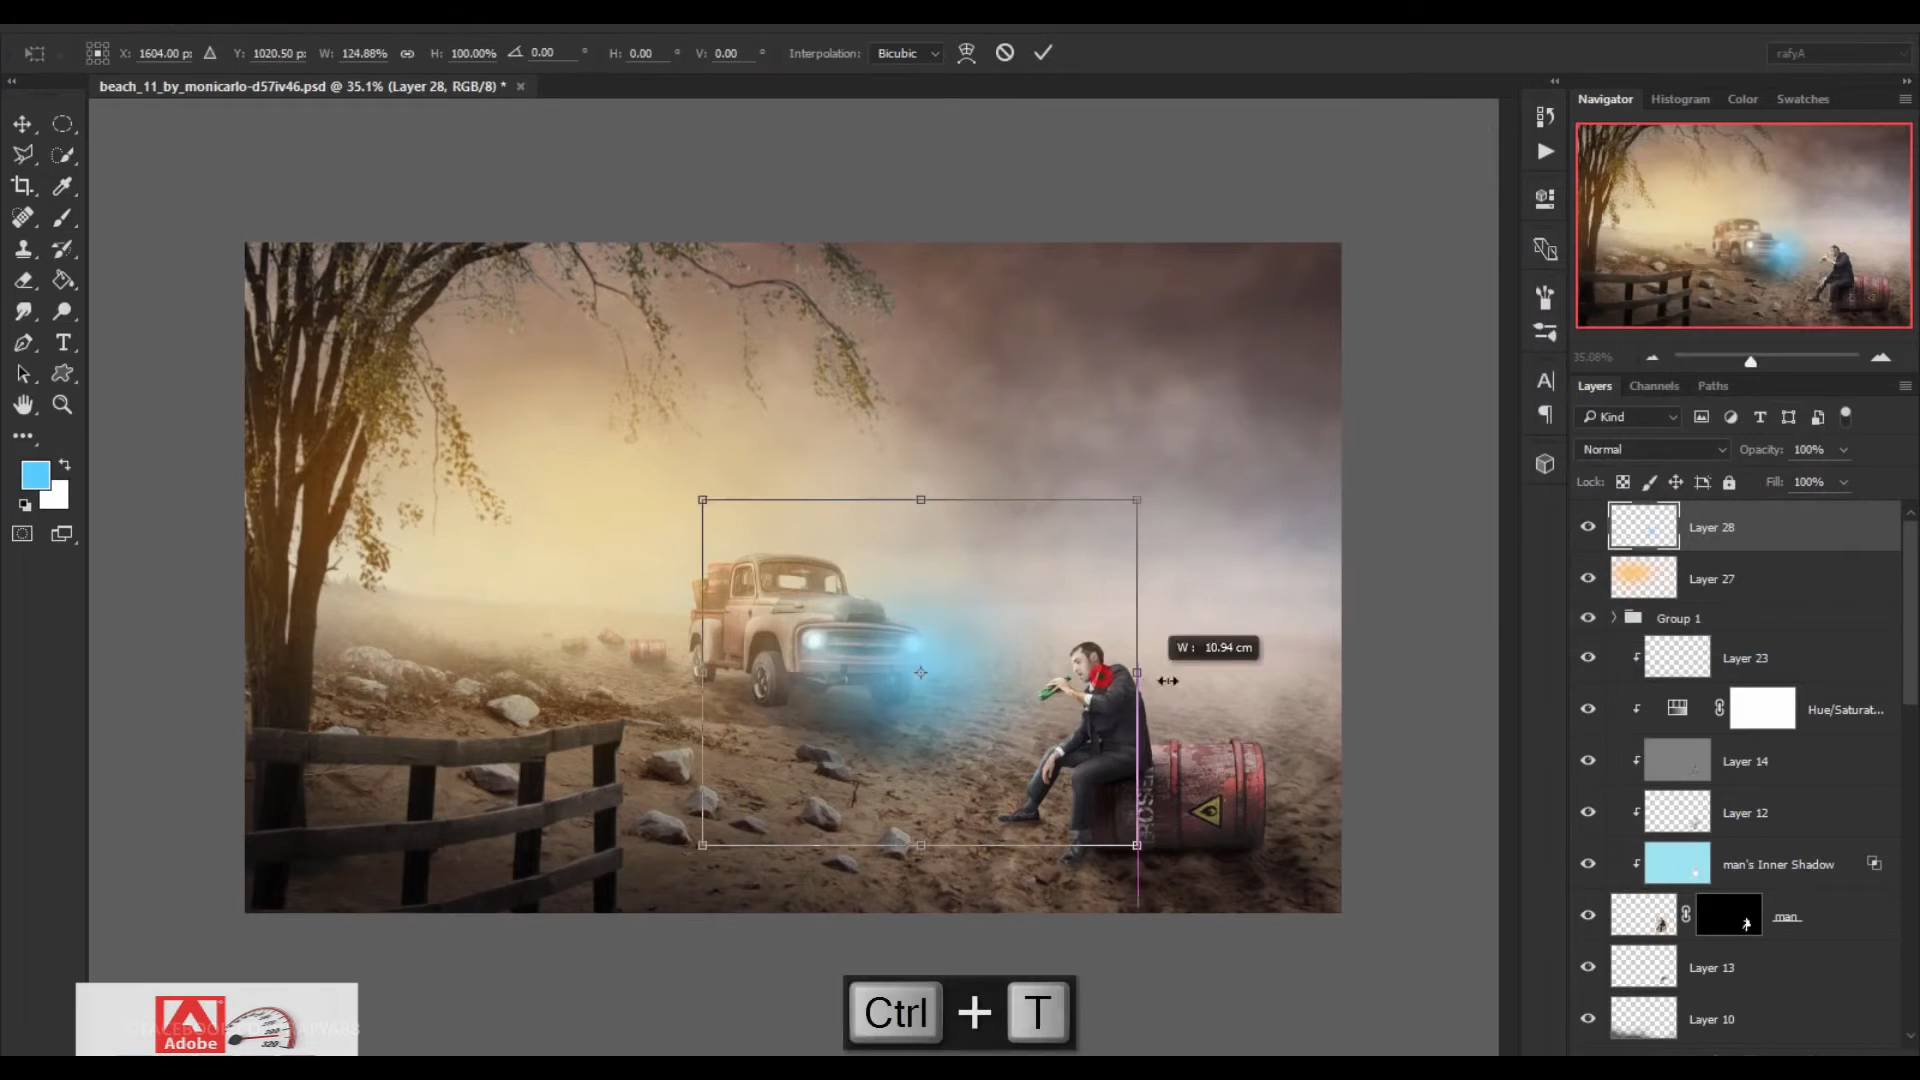 X: 1604.00 p: Y: 1020.50 p: W: 124.88% H: 100.00% 0.00 ° H: 0.00 ° V: 0.00 ° Interpolation: Bicubic rafyA
beach_11_by_monicarlo-d57iv46.psd @ 35.1% (Layer 28, RGB/8) * ×
Navigator Histogram Color Swatches
35.08%
Layers Channels Paths
Kind
Normal Opacity: 100%
Lock: Fill: 100%
Layer 28
Layer 27
Group 1
Layer 23
Hue/Saturat...
Layer 14
Layer 12
man's Inner Shadow
man
Layer 13
Layer 10
W : 10.94 cm
Ctrl + T
Adobe